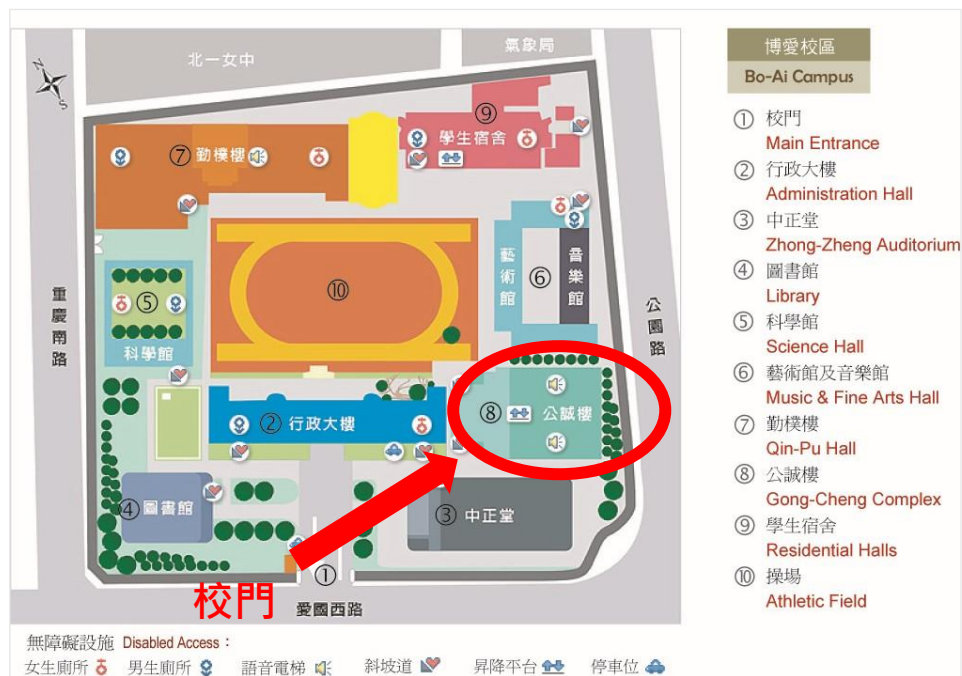 北一女中
氣象局
N
S
⑨
學生宿舍
⑦ 勤樸樓
⑩
藝術館
⑥
音樂館
重慶南路
公園路
⑤
科學館
② 行政大樓
⑧ 公誠樓
④ 圖書館
③ 中正堂
①
校門
愛國西路
博愛校區
Bo-Ai Campus
① 校門
Main Entrance
② 行政大樓
Administration Hall
③ 中正堂
Zhong-Zheng Auditorium
④ 圖書館
Library
⑤ 科學館
Science Hall
⑥ 藝術館及音樂館
Music & Fine Arts Hall
⑦ 勤樸樓
Qin-Pu Hall
⑧ 公誠樓
Gong-Cheng Complex
⑨ 學生宿舍
Residential Halls
⑩ 操場
Athletic Field
無障礙設施 Disabled Access：
女生廁所 男生廁所 語音電梯 斜坡道 昇降平台 停車位